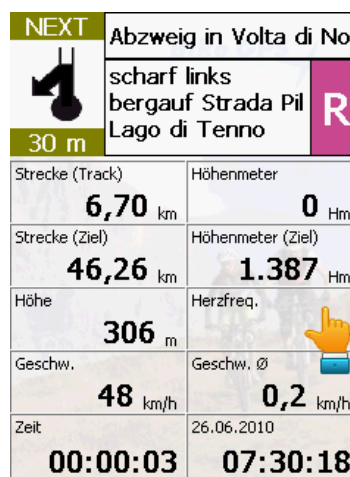 NEXT
Abzweig in Volta di No
scharf links
bergauf Strada Pil
Lago di Tenno
R
30 m
Strecke (Track)
6,70 km
Höhenmeter
0 Hm
Strecke (Ziel)
46,26 km
Höhenmeter (Ziel)
1.387 Hm
Höhe
306 m
Herzfreq.
Geschw.
48 km/h
Geschw. Ø
0,2 km/h
Zeit
00:00:03
26.06.2010
07:30:18